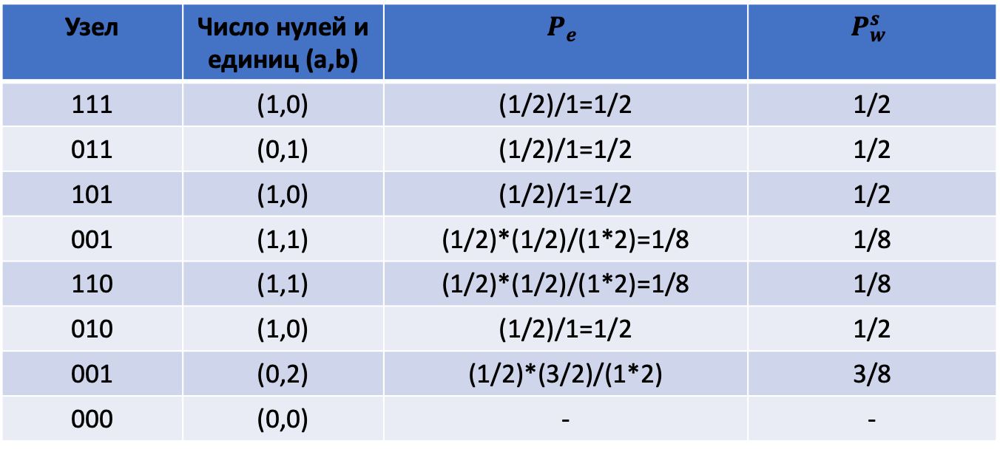 Узел Число нулей и P_e P_w^s
единиц (a,b)
111 (1,0) (1/2)/1=1/2 1/2
011 (0,1) (1/2)/1=1/2 1/2
101 (1,0) (1/2)/1=1/2 1/2
001 (1,1) (1/2)*(1/2)/(1*2)=1/8 1/8
110 (1,1) (1/2)*(1/2)/(1*2)=1/8 1/8
010 (1,0) (1/2)/1=1/2 1/2
001 (0,2) (1/2)*(3/2)/(1*2) 3/8
000 (0,0) - -